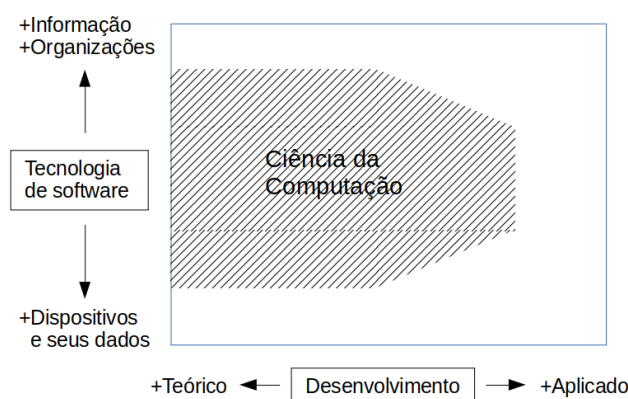 +Informação
+Organizações
Tecnologia
de software
Ciência da
Computação
+Dispositivos
e seus dados
+Teórico
Desenvolvimento
+Aplicado